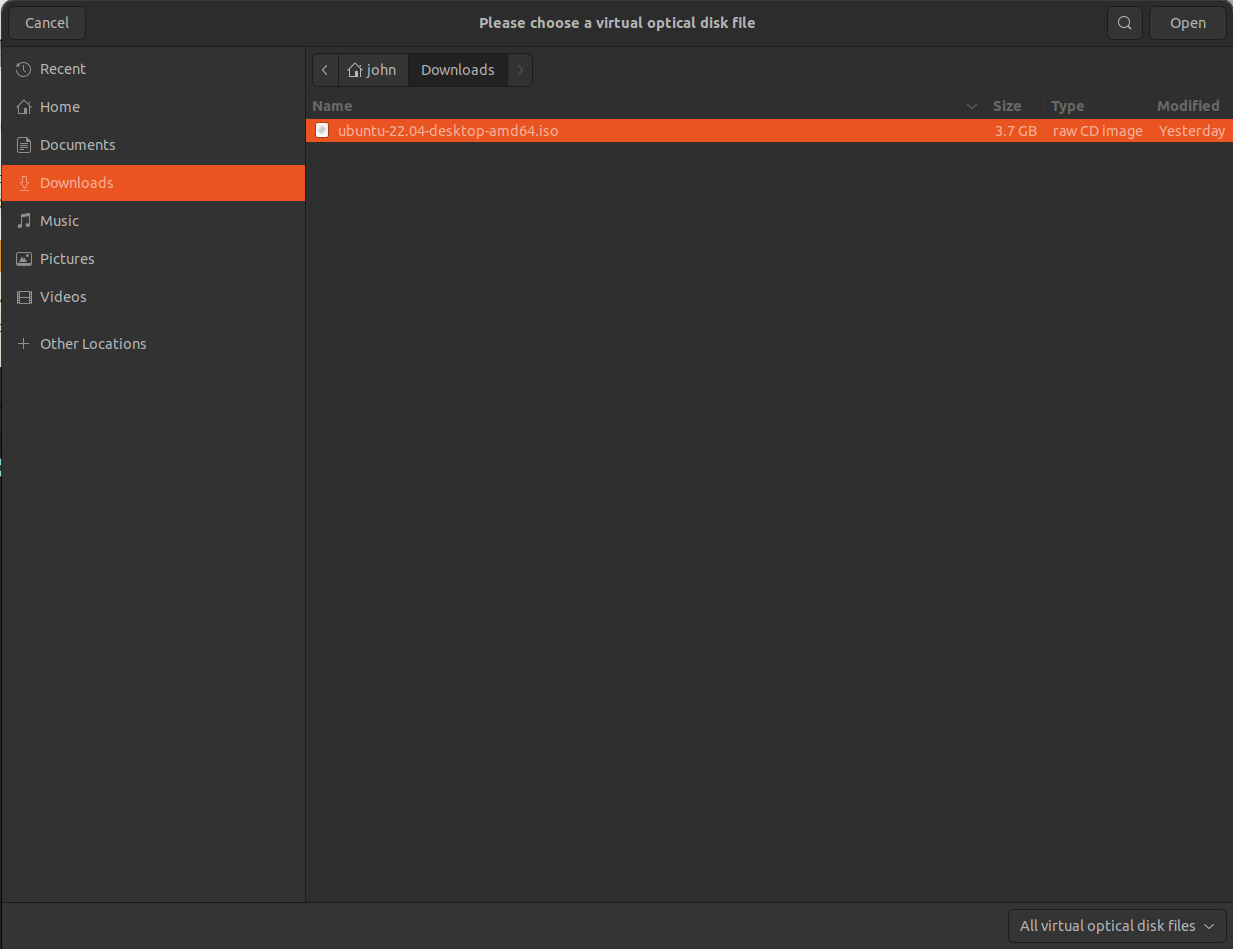 Cancel Please choose a virtual optical disk file Open
Recent
Home
Documents
Downloads
Music
Pictures
Videos
Other Locations
john Downloads
Name Size Type Modified
ubuntu-22.04-desktop-amd64.iso 3.7 GB raw CD image Yesterday
All virtual optical disk files